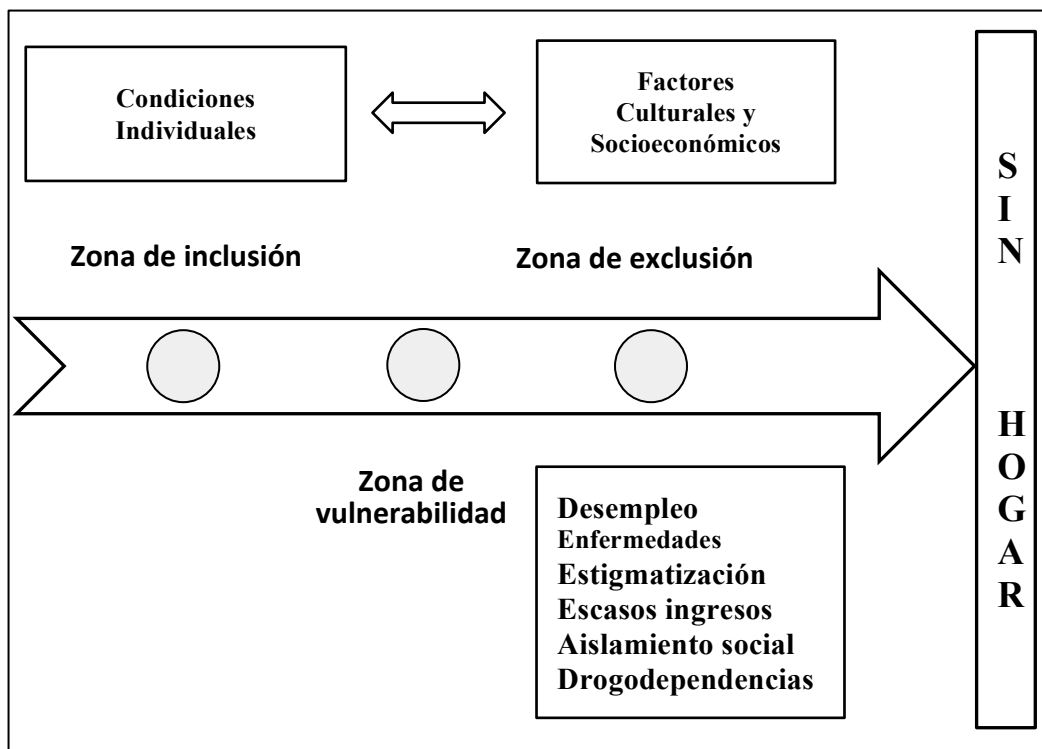 Condiciones
Individuales
Factores
Culturales y
Socioeconómicos
Zona de inclusión
Zona de exclusión
Zona de
vulnerabilidad
Desempleo
Enfermedades
Estigmatización
Escasos ingresos
Aislamiento social
Drogodependencias
S
I
N
H
O
G
A
R